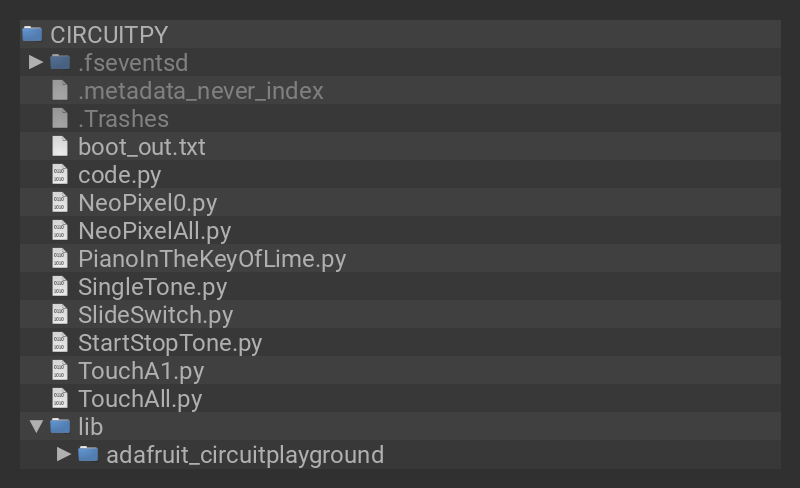 CIRCUITPY
.fseventsd
.metadata_never_index
.Trashes
boot_out.txt
code.py
NeoPixel0.py
NeoPixelAll.py
PianoInTheKeyOfLime.py
SingleTone.py
SlideSwitch.py
StartStopTone.py
TouchA1.py
TouchAll.py
lib
adafruit_circuitplayground